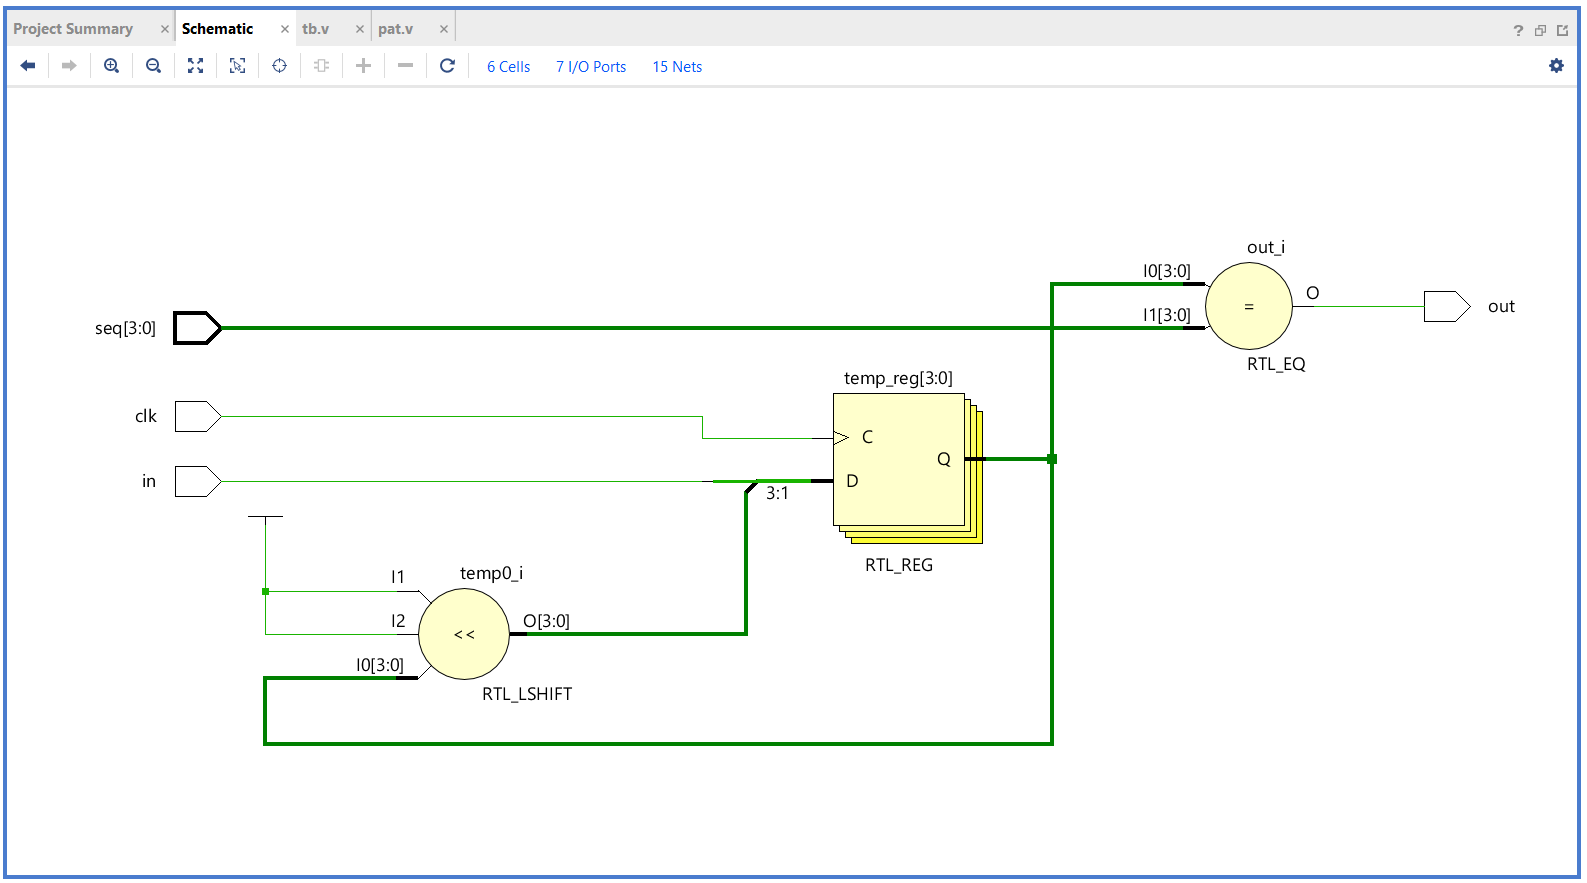 Project Summary × Schematic × tb.v × pat.v × ?
6 Cells 7 I/O Ports 15 Nets
out_i
I0[3:0]
O
I1[3:0]
=
out
seq[3:0]
RTL_EQ
temp_reg[3:0]
clk
C
Q
in
D
3:1
RTL_REG
temp0_i
I1
I2
O[3:0]
<<
I0[3:0]
RTL_LSHIFT